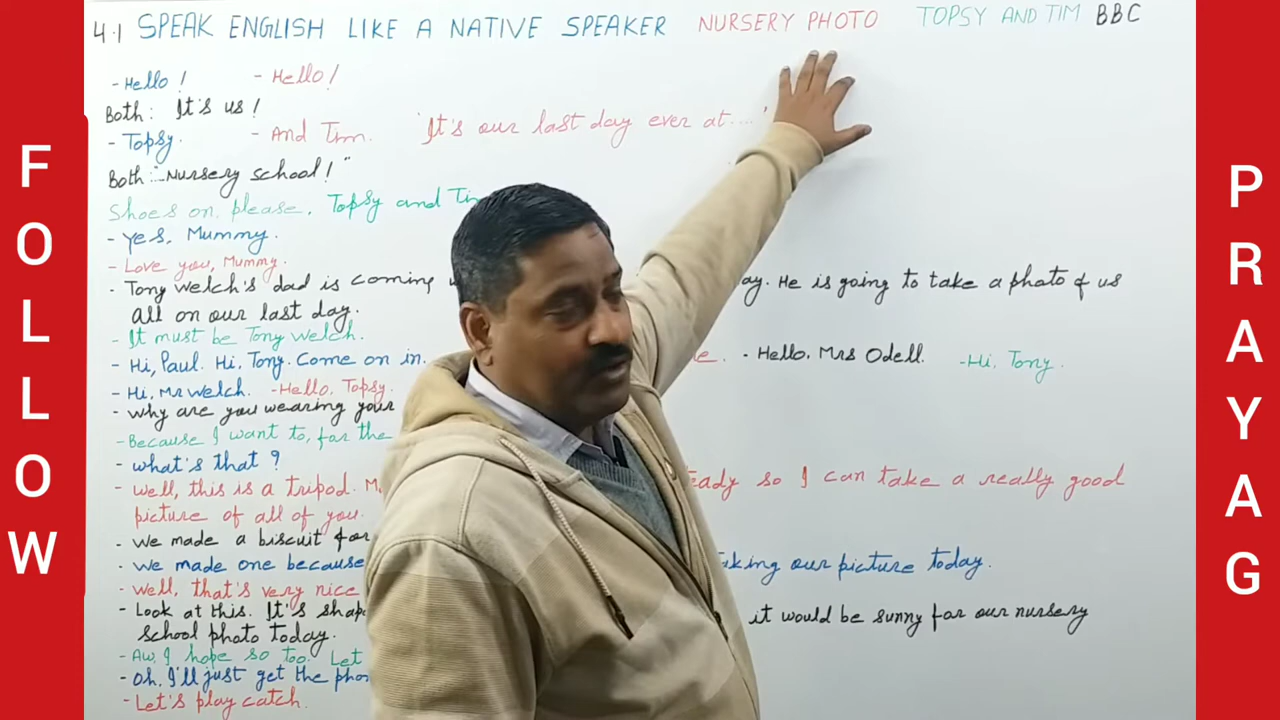 4.1 SPEAK ENGLISH LIKE A NATIVE SPEAKER NURSERY PHOTO TOPSY AND TIM BBC
- Hello! - Hello!
Both: It's us!
- Topsy. - And Tim. 'It's our last day ever at....'
Both:- "Nursery school!"
Shoes on please, Topsy and
- Yes, Mummy.
- Love you, Mummy.
- Tony Welch's dad is coming ay. He is going to take a photo of us
all on our last day.
- It must be Tony Welch.
- Hi, Paul. Hi, Tony. Come on in. e. - Hello, Mrs Odell. - Hi, Tony.
- Hi, Mr Welch. - Hello, Topsy.
- Why are you wearing your
- Because I want to, for the
- What's that?
- Well, this is a tripod. eady so I can take a really good
picture of all of you.
- We made a biscuit for
- We made one because aking our picture today.
- Well, that's very nice
- Look at this. It's shap it would be sunny for our nursery
school photo today.
- Aw, I hope so too. Let
- Oh, I'll just get the pho
- Let's play catch.
FOLLOW
PRAYAG